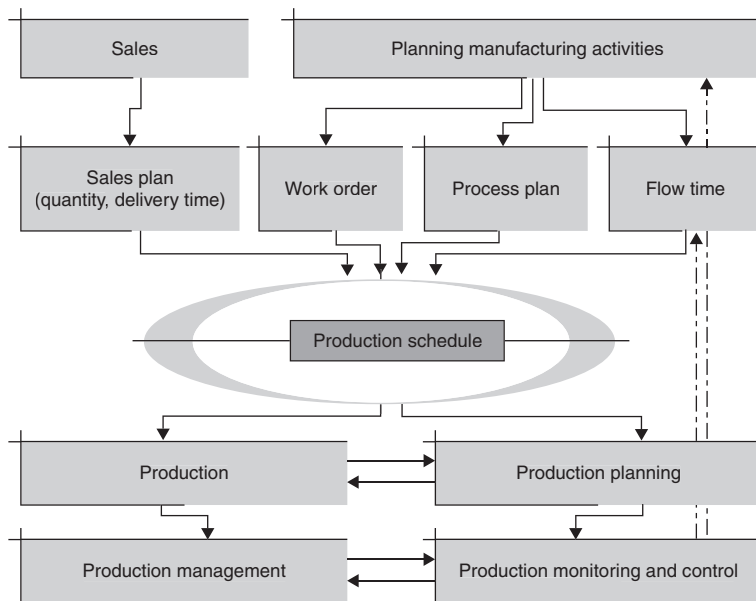 Sales
Planning manufacturing activities
Sales plan
(quantity, delivery time)
Work order
Process plan
Flow time
Production schedule
Production
Production planning
Production management
Production monitoring and control